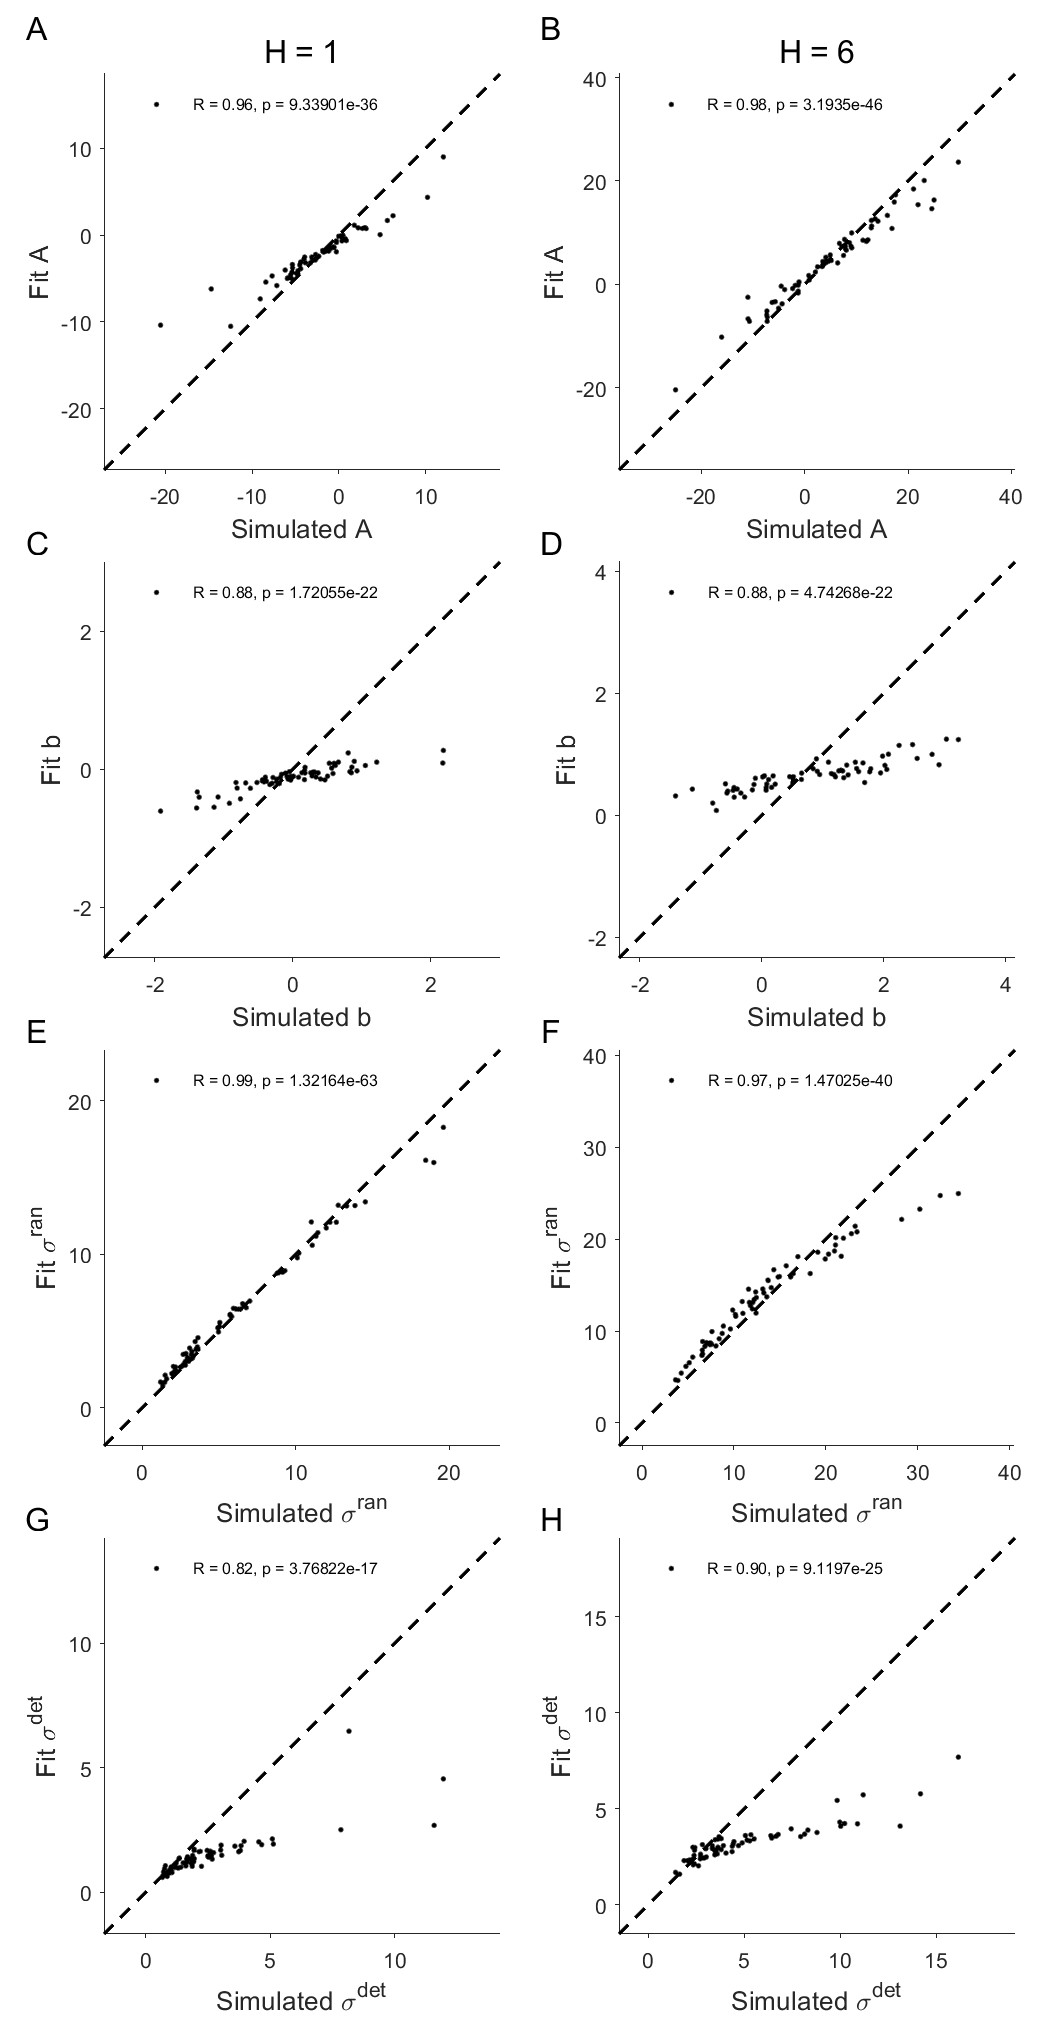 A
B
H = 1
H = 6
R = 0.96, p = 9.33901e-36
R = 0.98, p = 3.1935e-46
10
0
-10
-20
Fit A
-20
-10
0
10
Simulated A
40
20
0
-20
Fit A
-20
0
20
40
Simulated A
C
D
R = 0.88, p = 1.72055e-22
R = 0.88, p = 4.74268e-22
2
0
-2
Fit b
-2
0
2
Simulated b
4
2
0
-2
Fit b
-2
0
2
4
Simulated b
E
F
R = 0.99, p = 1.32164e-63
R = 0.97, p = 1.47025e-40
20
10
0
Fit σ^ran
0
10
20
Simulated σ^ran
40
30
20
10
0
Fit σ^ran
0
10
20
30
40
Simulated σ^ran
G
H
R = 0.82, p = 3.76822e-17
R = 0.90, p = 9.1197e-25
10
5
0
Fit σ^det
0
5
10
Simulated σ^det
15
10
5
0
Fit σ^det
0
5
10
15
Simulated σ^det